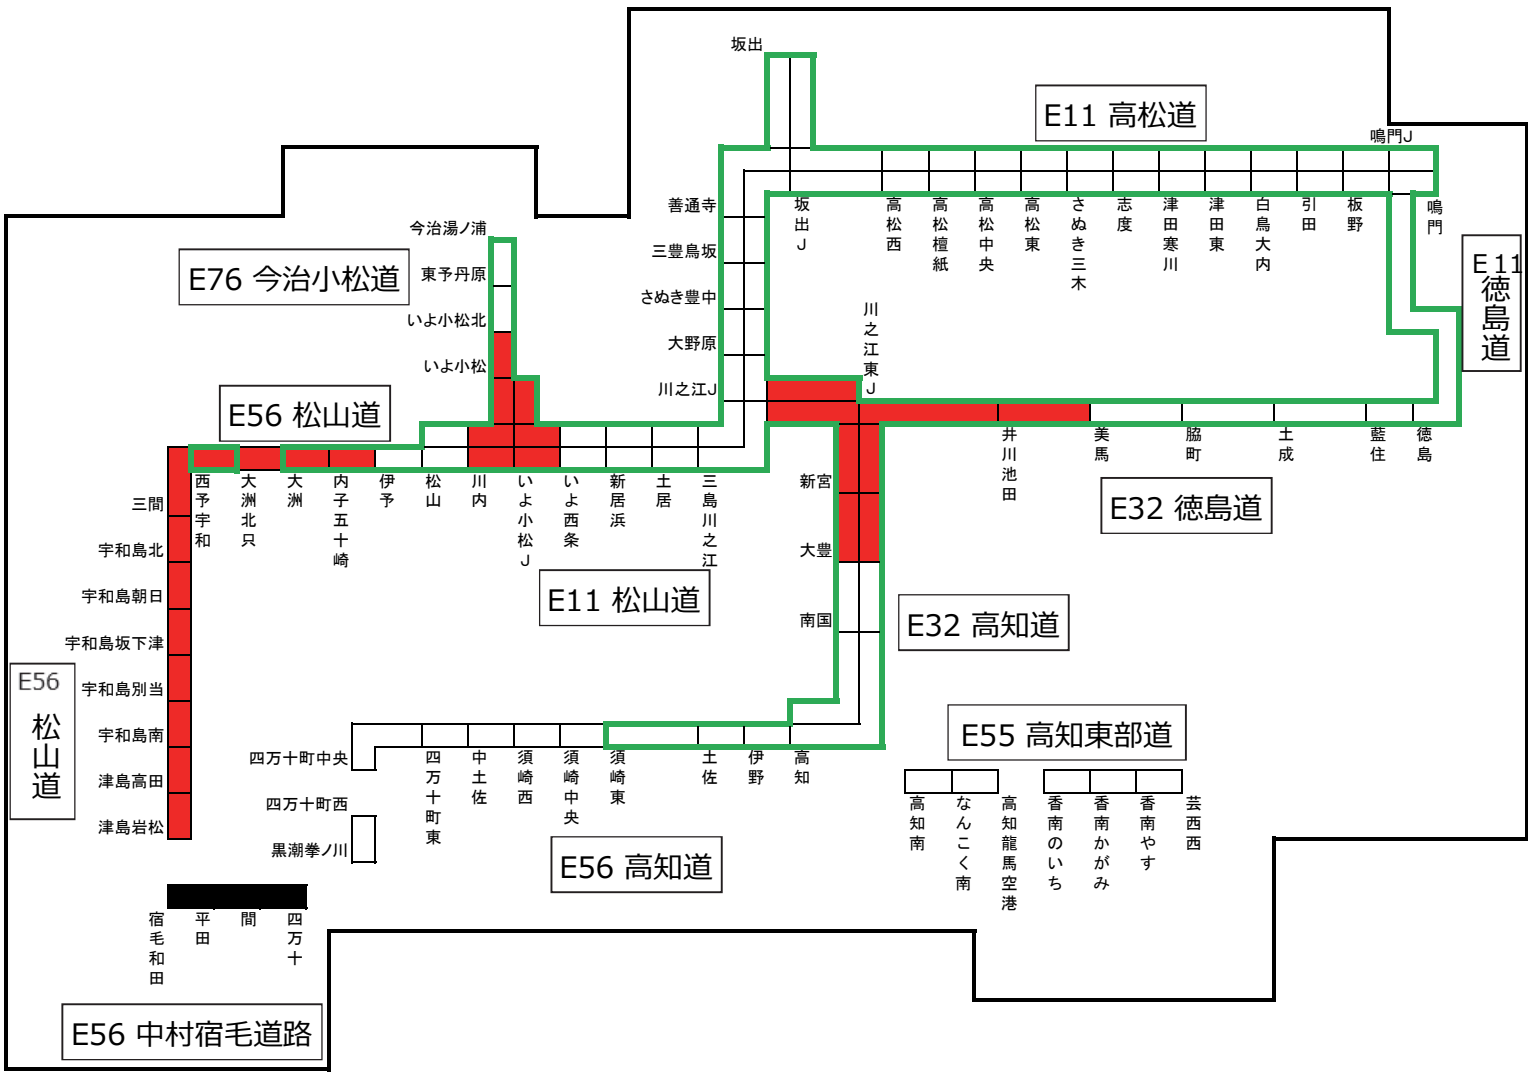 坂出
E11 高松道
鳴門J
善通寺
坂出J
高松西
高松檀紙
高松中央
高松東
さぬき三木
志度
津田寒川
津田東
白鳥大内
引田
板野
鳴門
今治湯ノ浦
E76 今治小松道
東予丹原
いよ小松北
いよ小松
三豊鳥坂
さぬき豊中
大野原
川之江J
川之江東J
E11
徳島道
E56 松山道
三間
宇和島北
宇和島朝日
宇和島坂下津
宇和島別当
宇和島南
津島高田
津島岩松
西予宇和
大洲北只
大洲
内子五十崎
伊予
松山
川内
いよ小松J
いよ西条
新居浜
土居
三島川之江
新宮
大豊
南国
井川池田
美馬
脇町
土成
藍住
徳島
E32 徳島道
E11 松山道
E32 高知道
E56
松山道
四万十町中央
四万十町西
黒潮拳ノ川
四万十町東
中土佐
須崎西
須崎中央
須崎東
土佐
伊野
高知
E55 高知東部道
高知南
なんこく南
高知龍馬空港
香南のいち
香南かがみ
香南やす
芸西西
E56 高知道
宿毛和田
平田
間
四万十
E56 中村宿毛道路